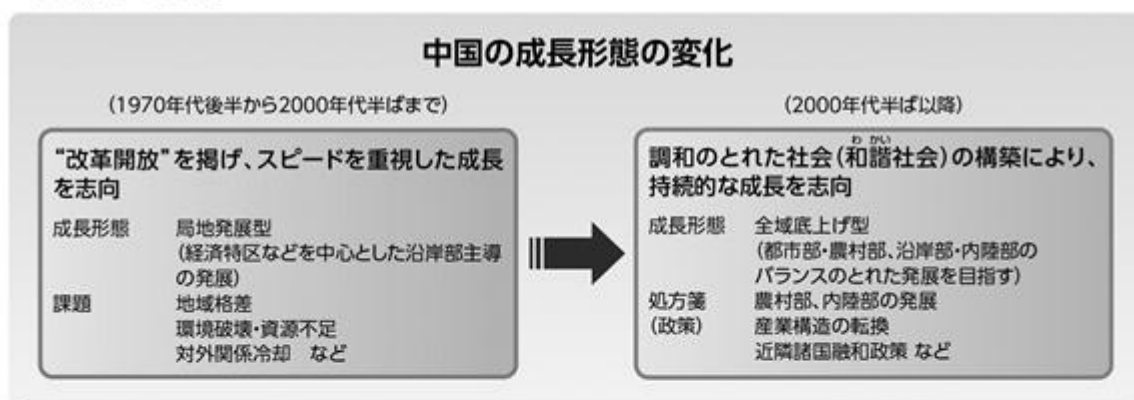 中国の成長形態の変化
(1970年代後半から2000年代半ばまで)
“改革開放”を掲げ、スピードを重視した成長
を志向
成長形態 局地発展型
(経済特区などを中心とした沿岸部主導
の発展)
課題 地域格差
環境破壊・資源不足
対外関係冷却 など
(2000年代半ば以降)
わ かい
調和のとれた社会(和諧社会)の構築により、
持続的な成長を志向
成長形態 全域底上げ型
(都市部・農村部、沿岸部・内陸部の
バランスのとれた発展を目指す)
処方箋 農村部、内陸部の発展
(政策) 産業構造の転換
近隣諸国融和政策 など